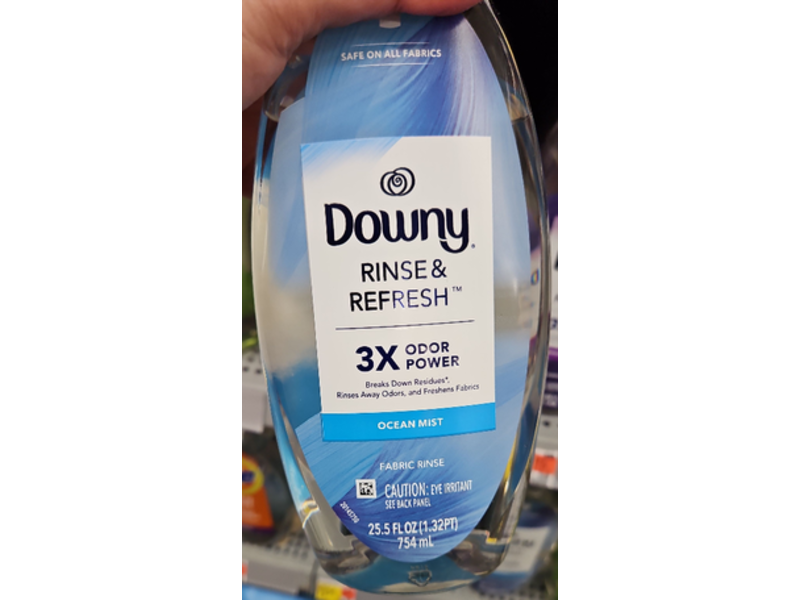 SAFE ON ALL FABRICS
Downy®
RINSE &
REFRESH™
3X ODOR
POWER
Breaks Down Residues*,
Rinses Away Odors, and Freshens Fabrics
OCEAN MIST
FABRIC RINSE
CAUTION: EYE IRRITANT
SEE BACK PANEL
25.5 FL OZ (1.32PT)
754 mL